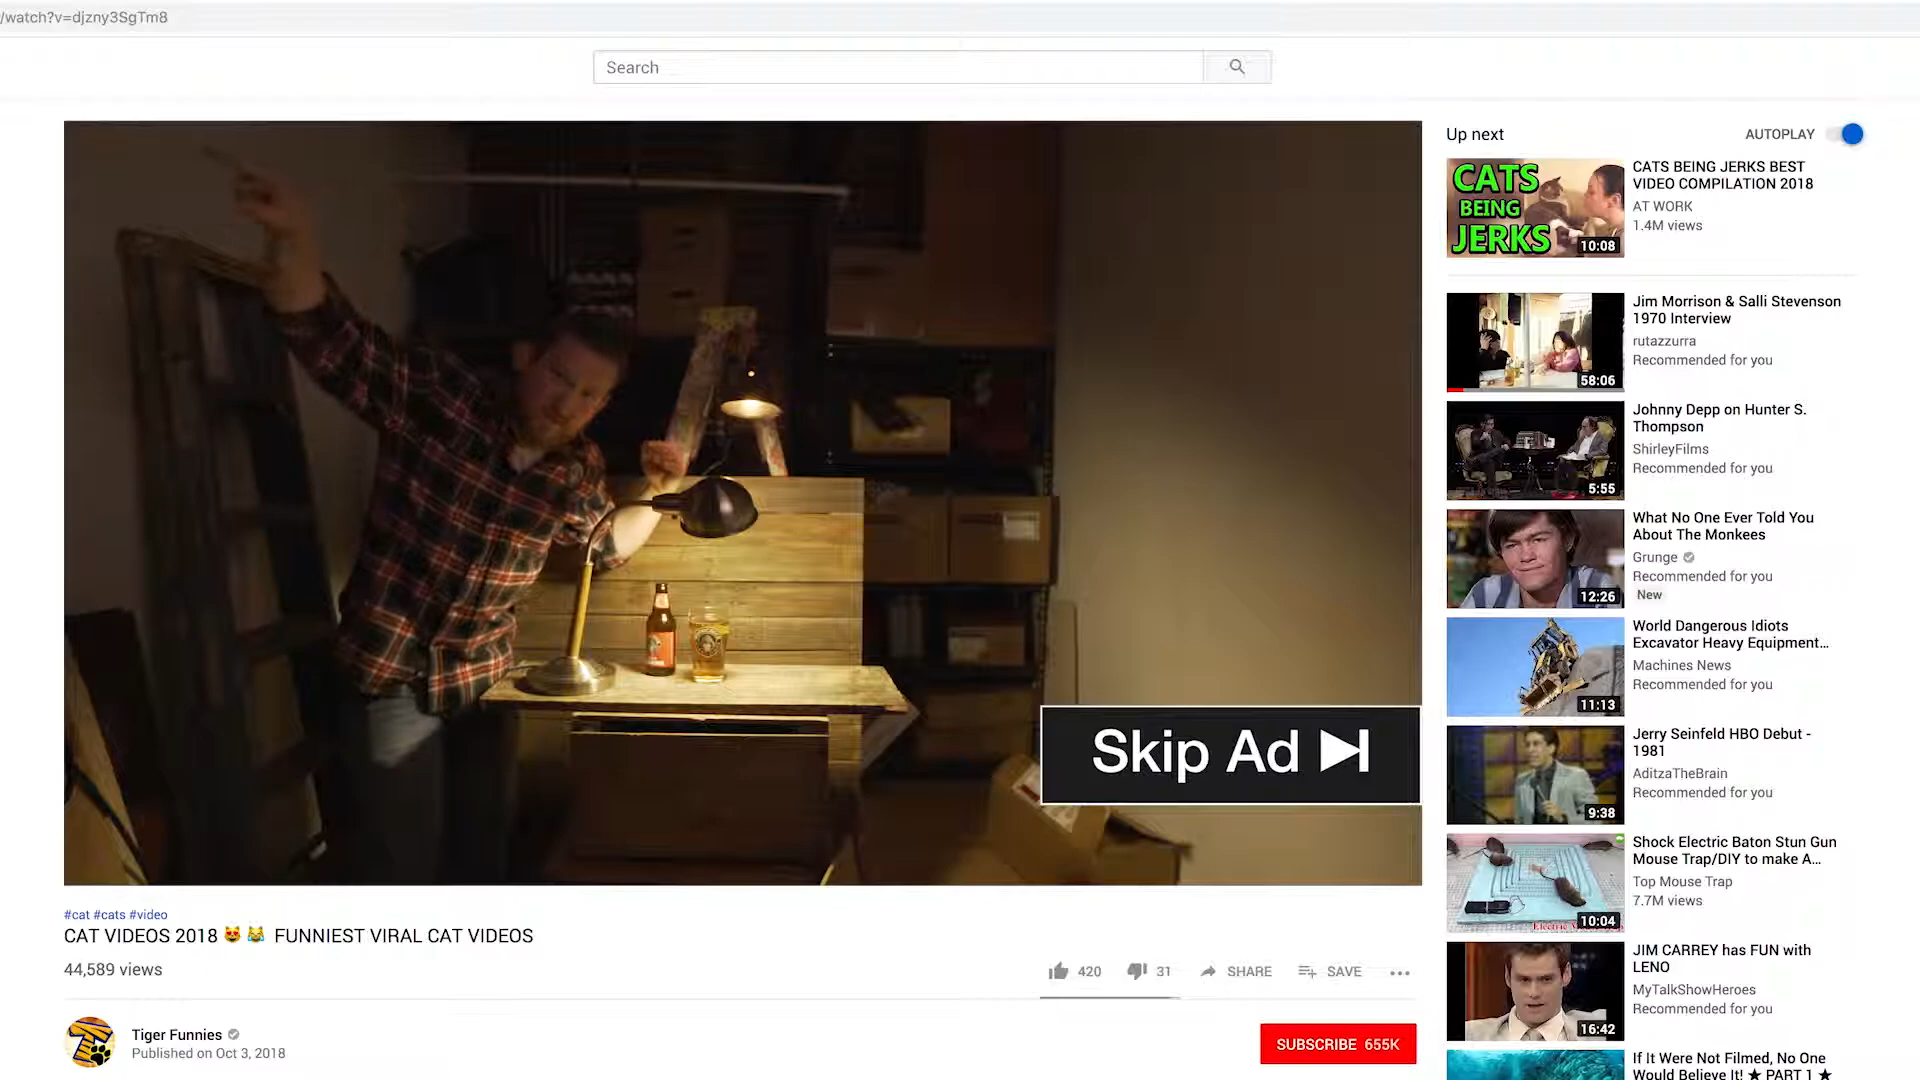 /watch?v=djzny3SgTm8
Search
Skip Ad
#cat #cats #video
CAT VIDEOS 2018 😻 😹 FUNNIEST VIRAL CAT VIDEOS
44,589 views
420
31
SHARE
SAVE
Tiger Funnies
Published on Oct 3, 2018
SUBSCRIBE 655K
Up next
AUTOPLAY
CATS
BEING
JERKS
10:08
CATS BEING JERKS BEST
VIDEO COMPILATION 2018
AT WORK
1.4M views
58:06
Jim Morrison & Salli Stevenson
1970 Interview
rutazzurra
Recommended for you
5:55
Johnny Depp on Hunter S.
Thompson
ShirleyFilms
Recommended for you
12:26
What No One Ever Told You
About The Monkees
Grunge
Recommended for you
New
11:13
World Dangerous Idiots
Excavator Heavy Equipment...
Machines News
Recommended for you
9:38
Jerry Seinfeld HBO Debut -
1981
AditzaTheBrain
Recommended for you
10:04
Shock Electric Baton Stun Gun
Mouse Trap/DIY to make A...
Top Mouse Trap
7.7M views
16:42
JIM CARREY has FUN with
LENO
MyTalkShowHeroes
Recommended for you
If It Were Not Filmed, No One
Would Believe It! ★ PART 1 ★